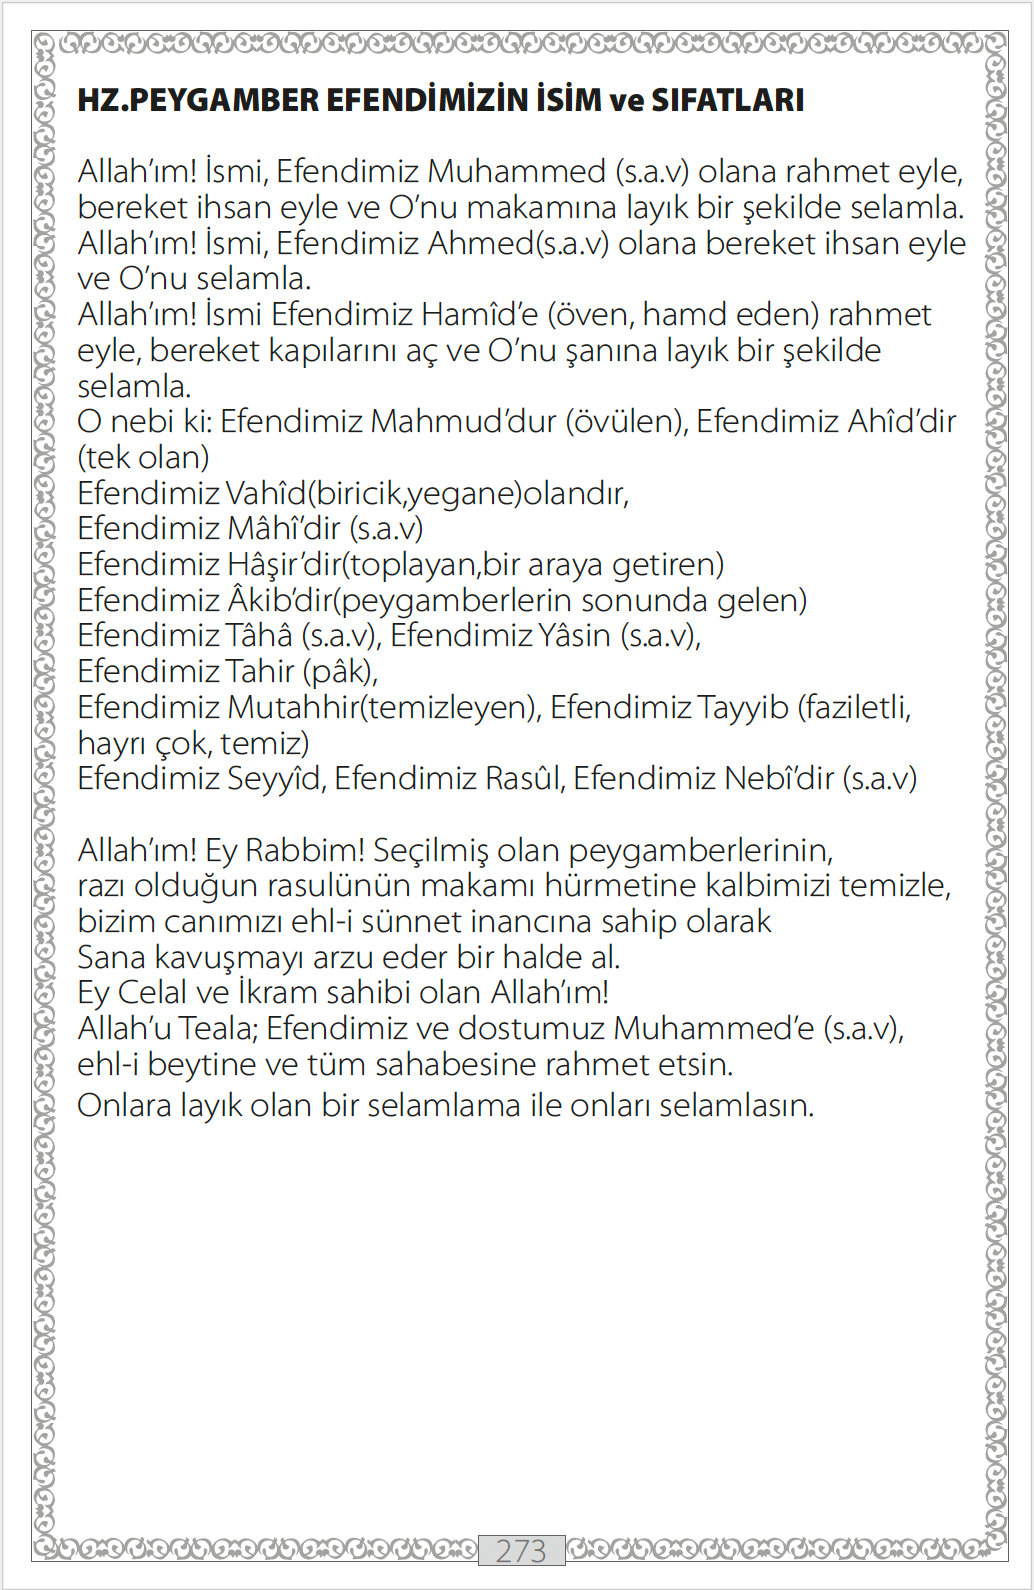 HZ.PEYGAMBER EFENDİMİZİN İSİM ve SIFATLARI
Allah’ım! İsmi, Efendimiz Muhammed (s.a.v) olana rahmet eyle,
bereket ihsan eyle ve O’nu makamına layık bir şekilde selamla.
Allah’ım! İsmi, Efendimiz Ahmed(s.a.v) olana bereket ihsan eyle
ve O’nu selamla.
Allah’ım! İsmi Efendimiz Hamîd’e (öven, hamd eden) rahmet
eyle, bereket kapılarını aç ve O’nu şanına layık bir şekilde
selamla.
O nebi ki: Efendimiz Mahmud’dur (övülen), Efendimiz Ahîd’dir
(tek olan)
Efendimiz Vahîd(biricik,yegane)olandır,
Efendimiz Mâhî’dir (s.a.v)
Efendimiz Hâşir’dir(toplayan,bir araya getiren)
Efendimiz Âkib’dir(peygamberlerin sonunda gelen)
Efendimiz Tâhâ (s.a.v), Efendimiz Yâsin (s.a.v),
Efendimiz Tahir (pâk),
Efendimiz Mutahhir(temizleyen), Efendimiz Tayyib (faziletli,
hayrı çok, temiz)
Efendimiz Seyyîd, Efendimiz Rasûl, Efendimiz Nebî’dir (s.a.v)
Allah’ım! Ey Rabbim! Seçilmiş olan peygamberlerinin,
razı olduğun rasulünün makamı hürmetine kalbimizi temizle,
bizim canımızı ehl-i sünnet inancına sahip olarak
Sana kavuşmayı arzu eder bir halde al.
Ey Celal ve İkram sahibi olan Allah’ım!
Allah’u Teala; Efendimiz ve dostumuz Muhammed’e (s.a.v),
ehl-i beytine ve tüm sahabesine rahmet etsin.
Onlara layık olan bir selamlama ile onları selamlasın.
273